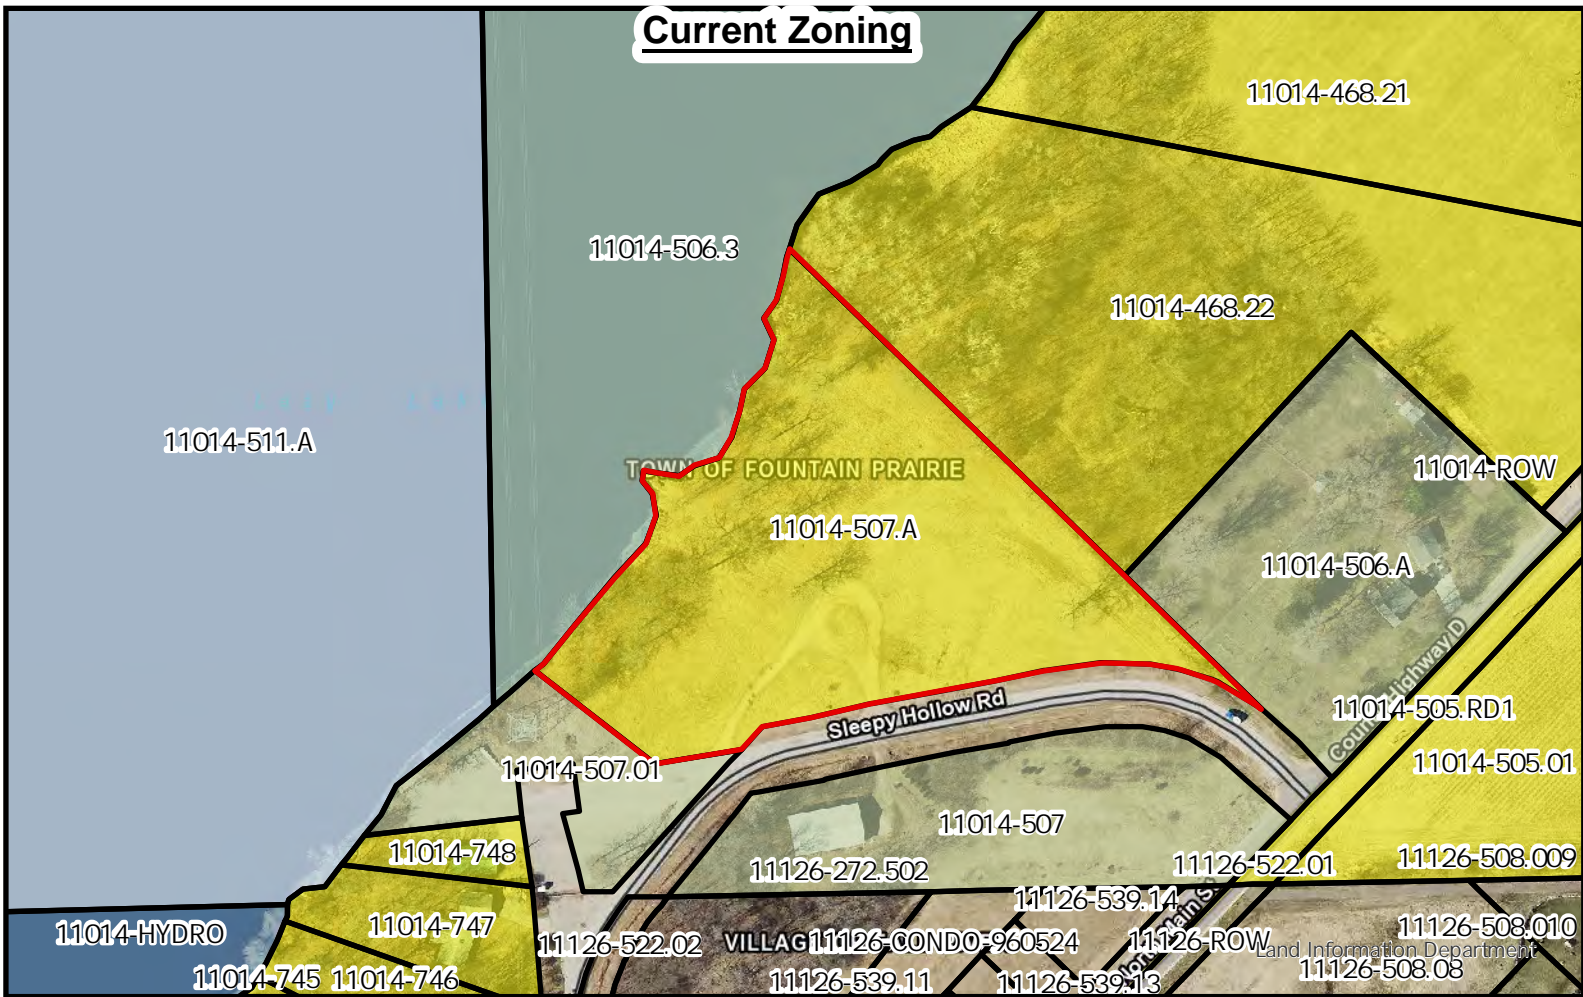 Current Zoning
11014-468.21
11014-506.3
11014-468.22
11014-511.A
TOWN OF FOUNTAIN PRAIRIE
11014-ROW
11014-507.A
11014-506.A
County Highway D
Sleepy Hollow Rd
11014-505.RD1
11014-507.01
11014-505.01
11014-507
11014-748
11126-272.502
11126-522.01
11126-508.009
11126-539.14
11014-747
11014-HYDRO
11126-522.02
VILLAG
11126-CONDO-960524
North Main S
11126-ROW
11126-508.010
Land Information Department
11014-745
11014-746
11126-539.11
11126-539.13
11126-508.08